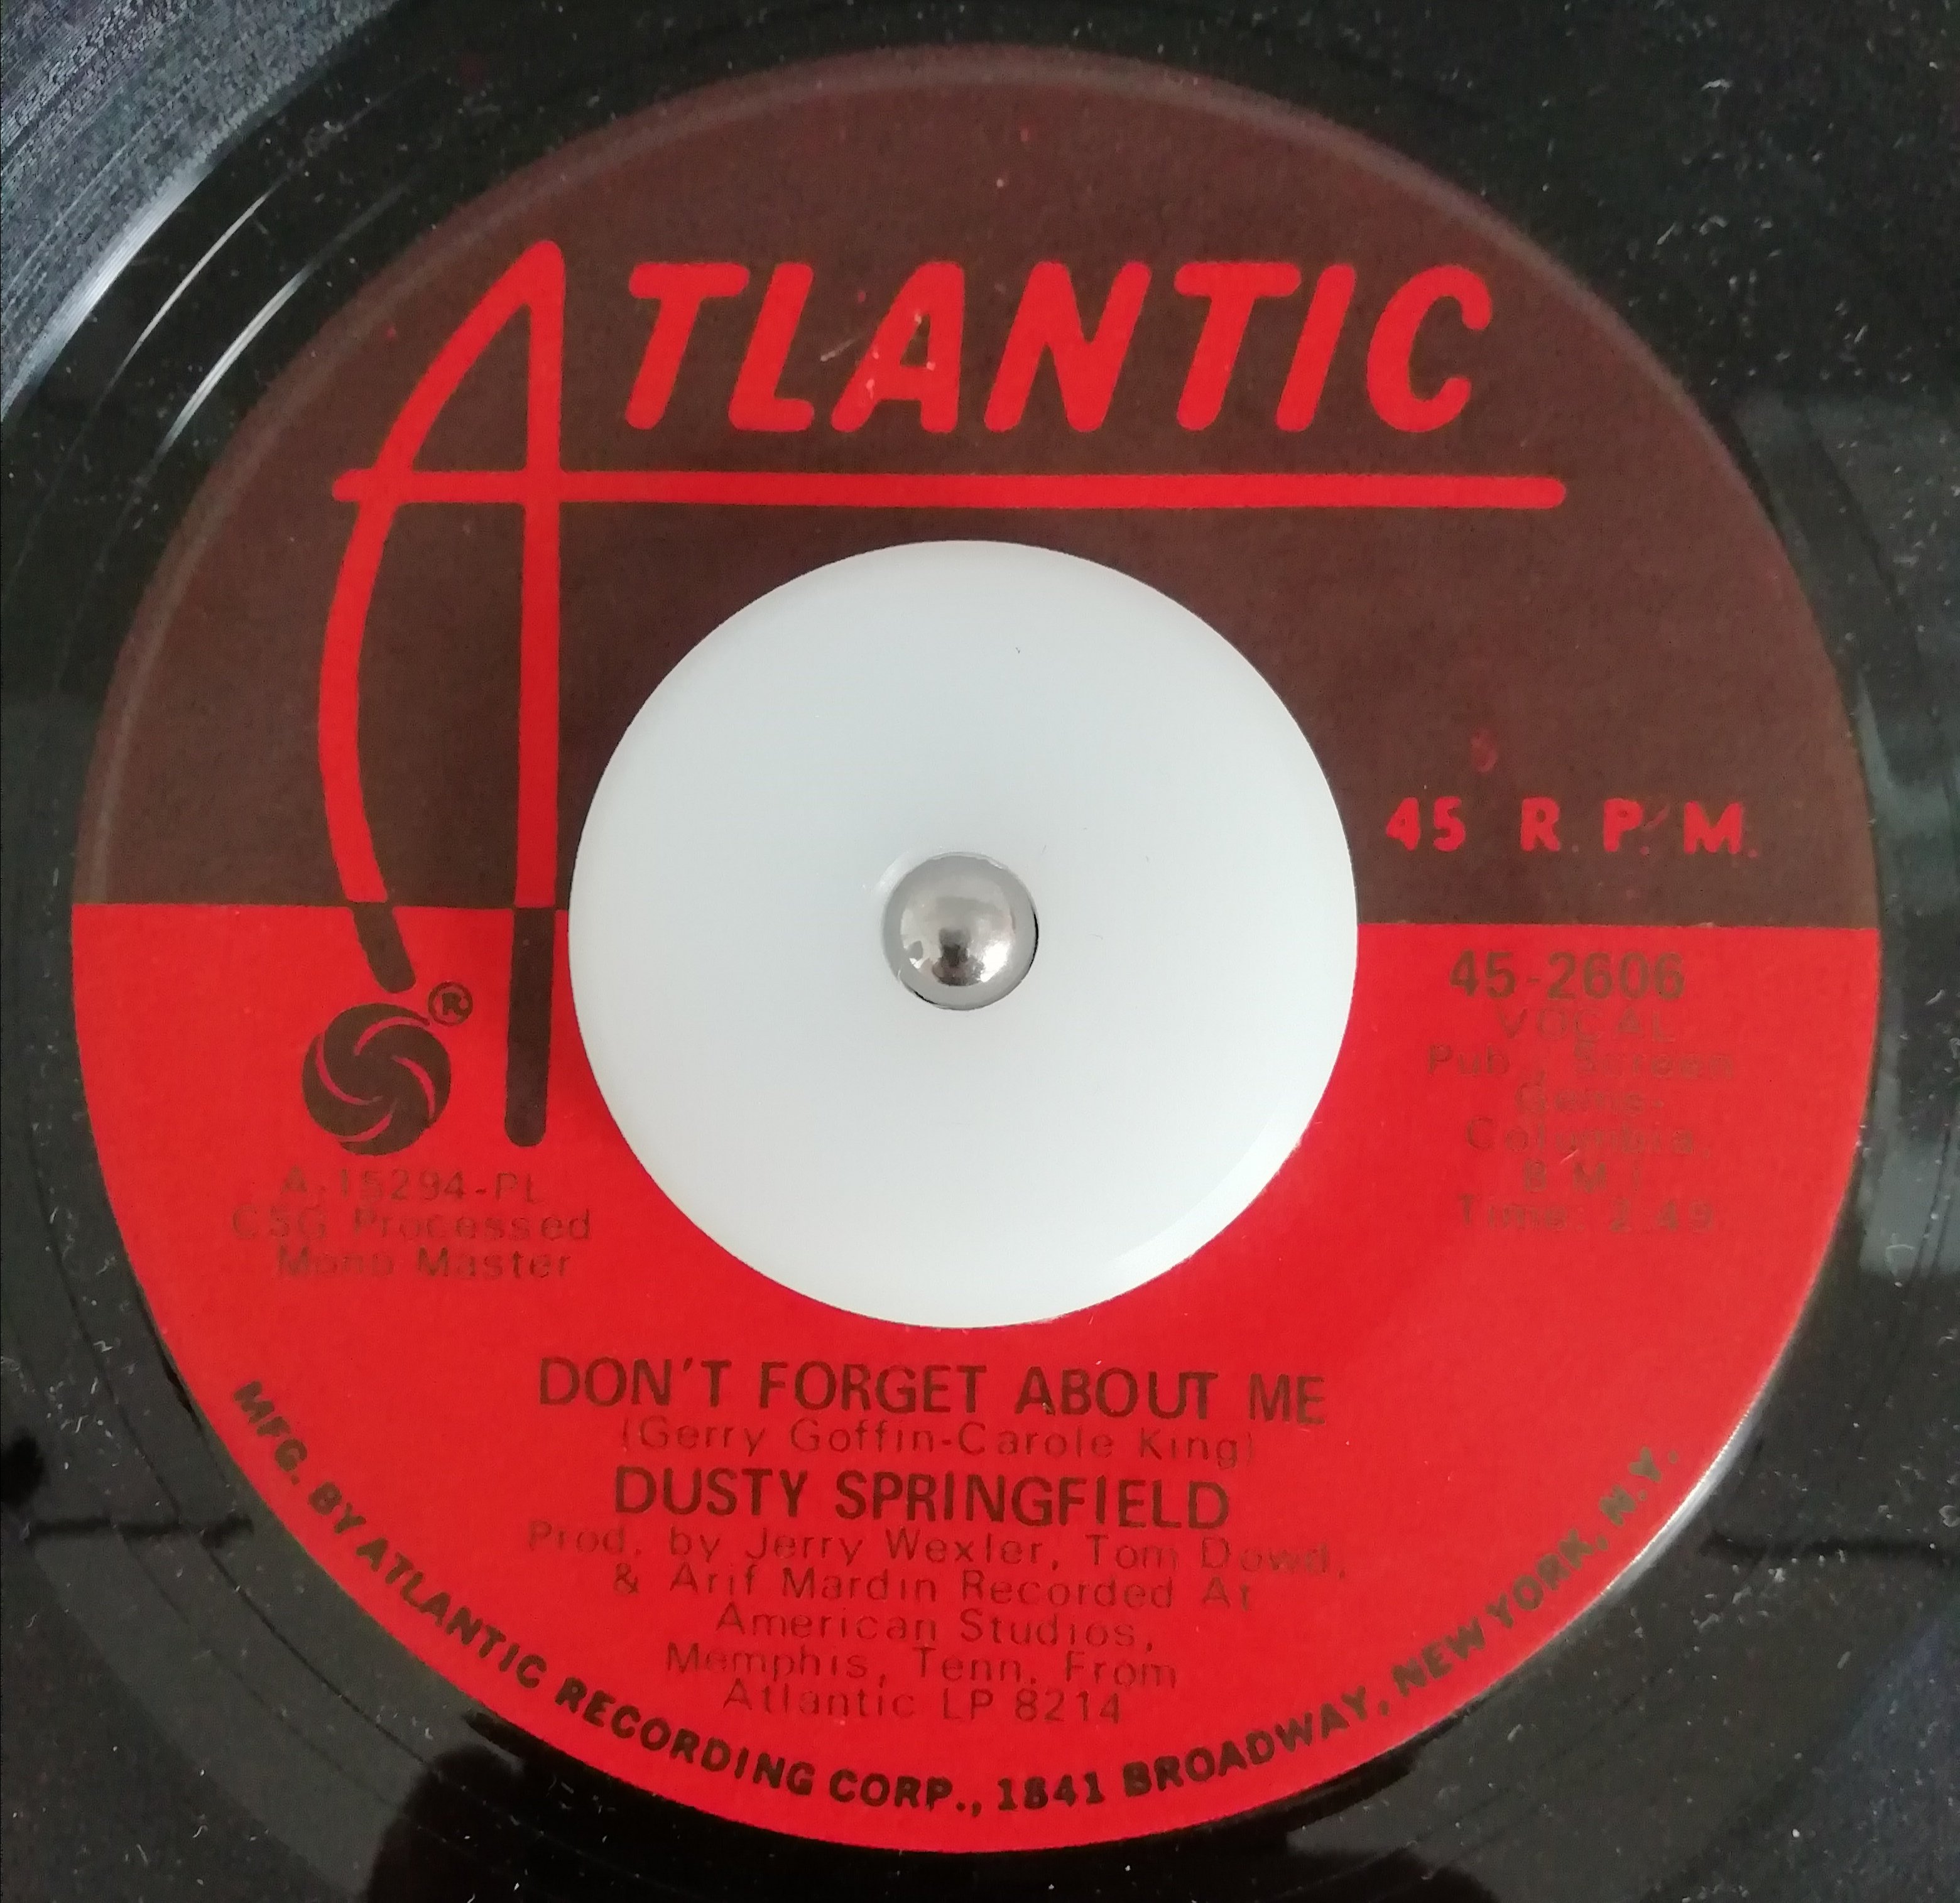 ATLANTIC
45 R.P.M.
®
45-2606
VOCAL
Pub., Screen
Gems-
Columbia,
B M I
Time: 2:49
A-15294-PL
CSG Processed
Mono Master
DON'T FORGET ABOUT ME
(Gerry Goffin-Carole King)
DUSTY SPRINGFIELD
Prod. by Jerry Wexler, Tom Dowd,
& Arif Mardin Recorded At
American Studios,
Memphis, Tenn. From
Atlantic LP 8214
MFG. BY ATLANTIC RECORDING CORP., 1841 BROADWAY, NEW YORK, N.Y.